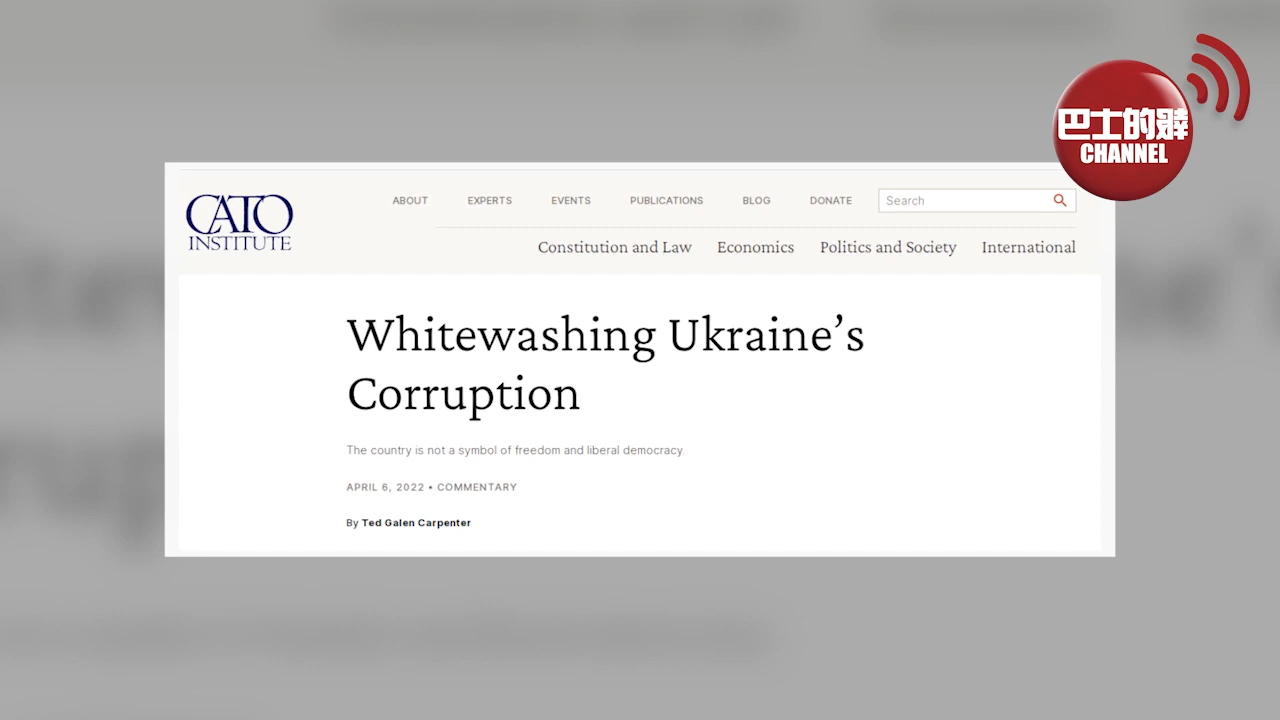 巴士的報
CHANNEL
CATO
INSTITUTE
ABOUT EXPERTS EVENTS PUBLICATIONS BLOG DONATE Search
Constitution and Law Economics Politics and Society International
Whitewashing Ukraine’s
Corruption
The country is not a symbol of freedom and liberal democracy.
APRIL 6, 2022 • COMMENTARY
By Ted Galen Carpenter